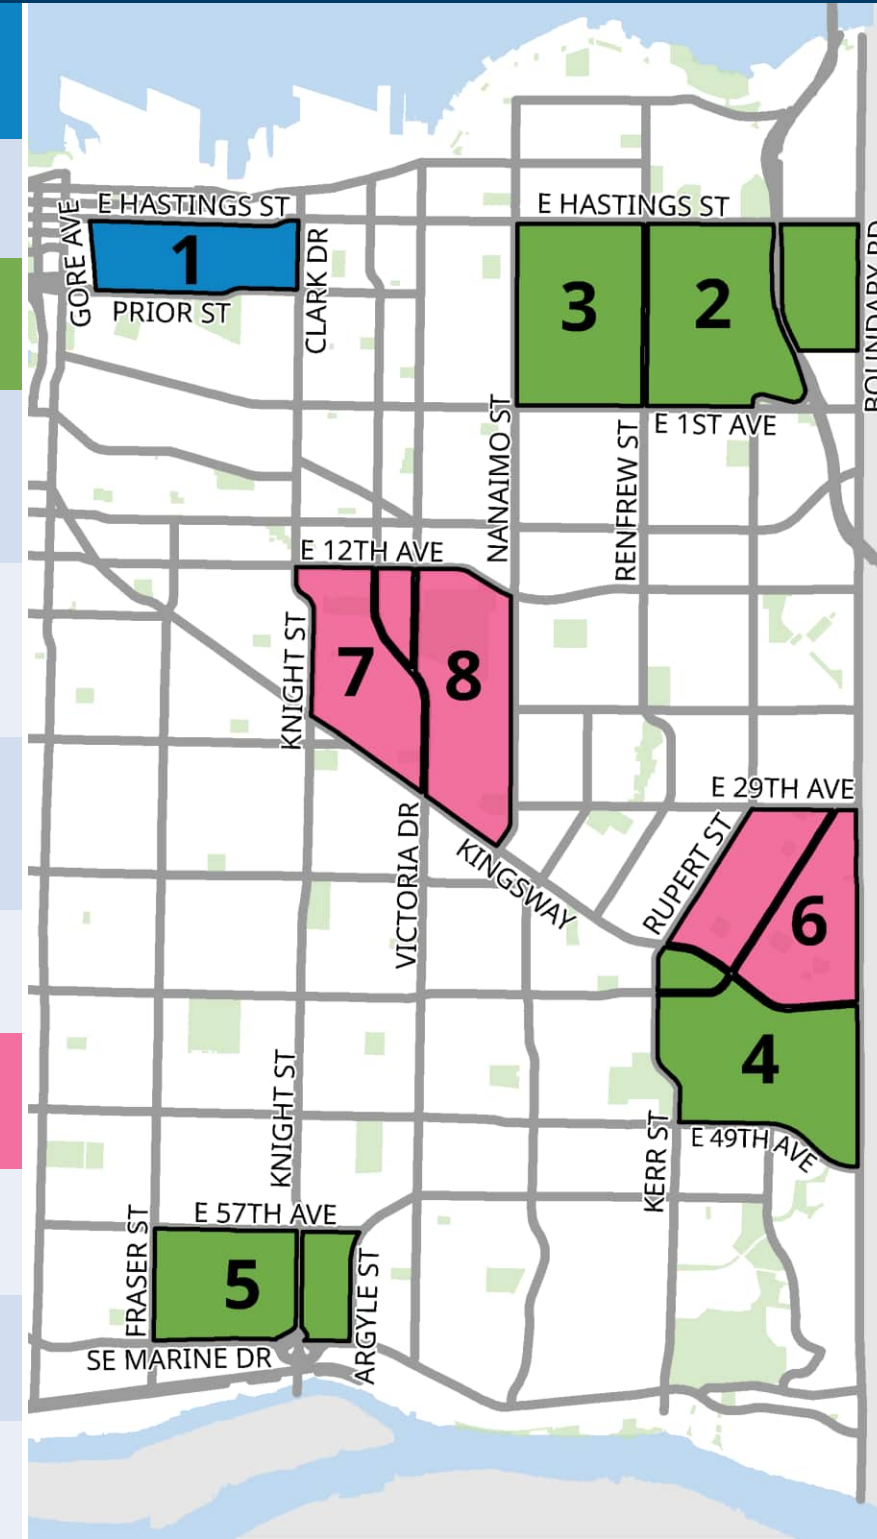 E HASTINGS ST
E HASTINGS ST
GORE AVE
1
CLARK DR
PRIOR ST
3
2
BOUNDARY RD
NANAIMO ST
E 1ST AVE
RENFREW ST
E 12TH AVE
KNIGHT ST
7
8
E 29TH AVE
RUPERT ST
VICTORIA DR
KINGSWAY
6
4
KNIGHT ST
KERR ST
E 49TH AVE
E 57TH AVE
FRASER ST
5
ARGYLE ST
SE MARINE DR